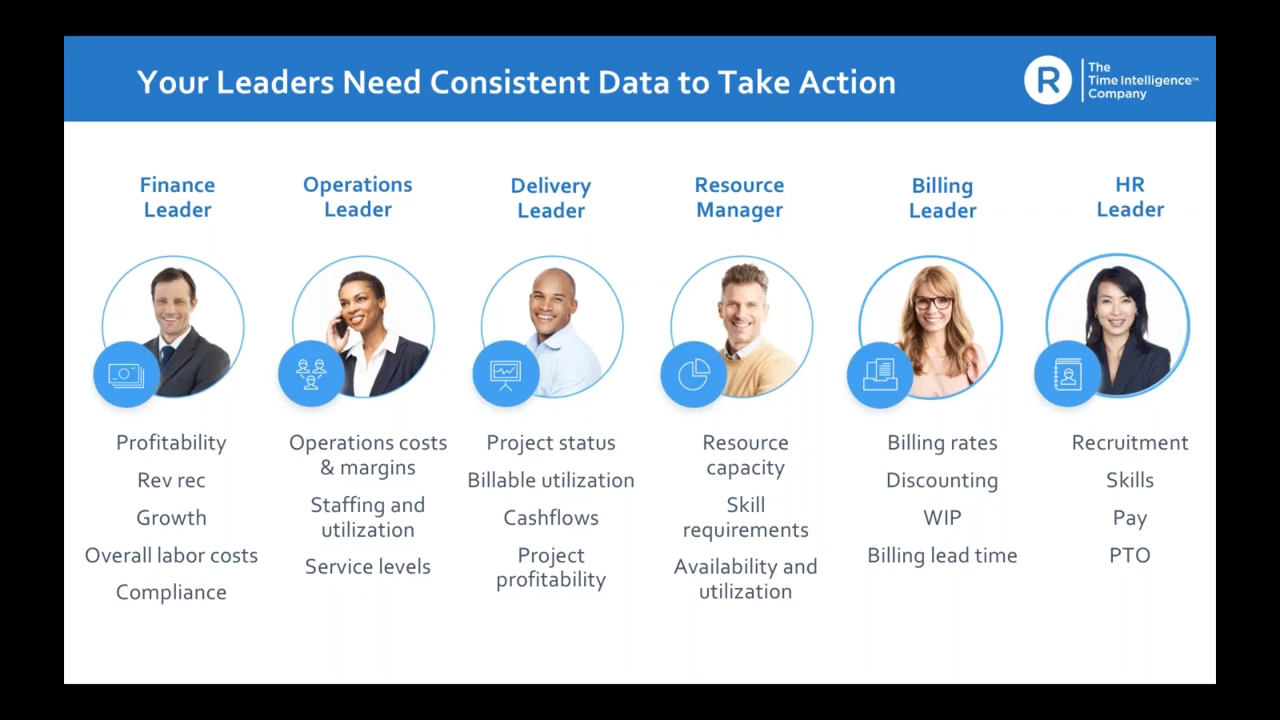 Your Leaders Need Consistent Data to Take Action
R
The
Time Intelligence™
Company
Finance
Leader
Profitability
Rev rec
Growth
Overall labor costs
Compliance
Operations
Leader
Operations costs
& margins
Staffing and
utilization
Service levels
Delivery
Leader
Project status
Billable utilization
Cashflows
Project
profitability
Resource
Manager
Resource
capacity
Skill
requirements
Availability and
utilization
Billing
Leader
Billing rates
Discounting
WIP
Billing lead time
HR
Leader
Recruitment
Skills
Pay
PTO